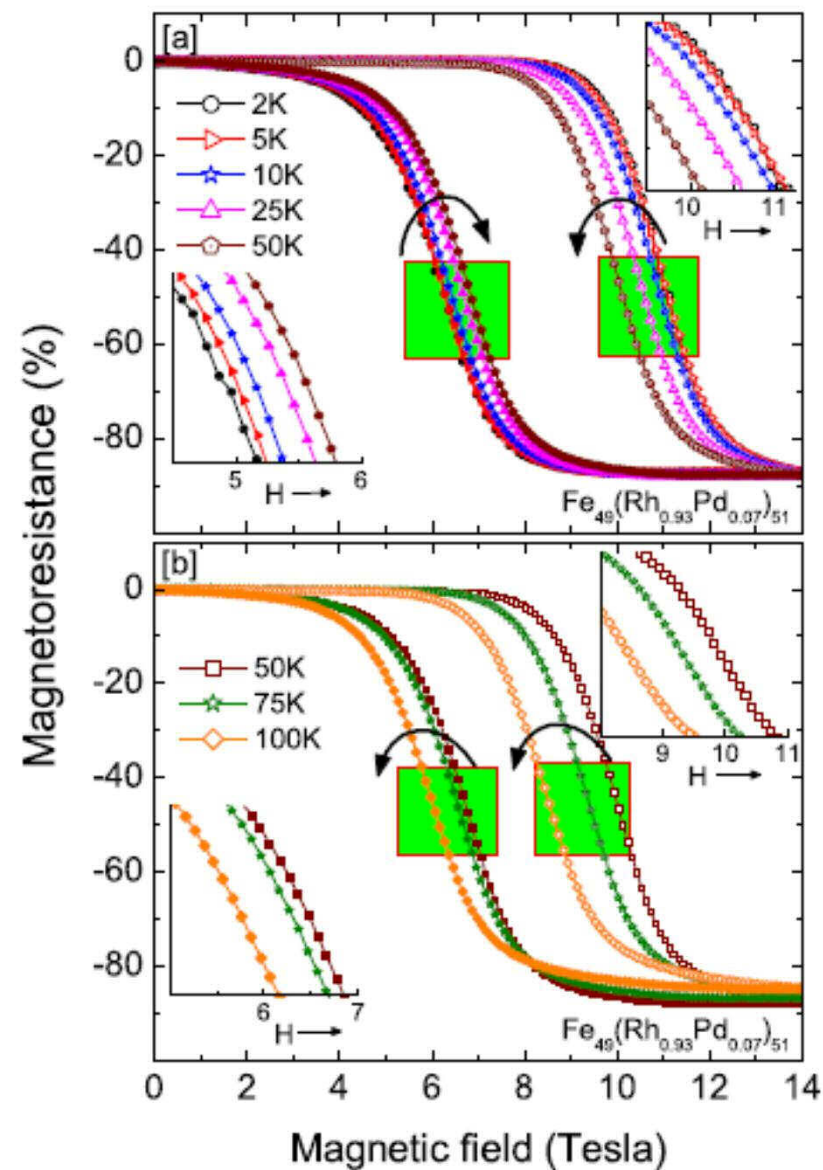 Magnetoresistance (%)
[a]
0
-20
-40
-60
-80
2K
5K
10K
25K
50K
10 11
H
5 6
H
Fe49(Rh0.93Pd0.07)51
[b]
0
-20
-40
-60
-80
50K
75K
100K
9 10 11
H
6 7
H
Fe49(Rh0.93Pd0.07)51
0 2 4 6 8 10 12 14
Magnetic field (Tesla)